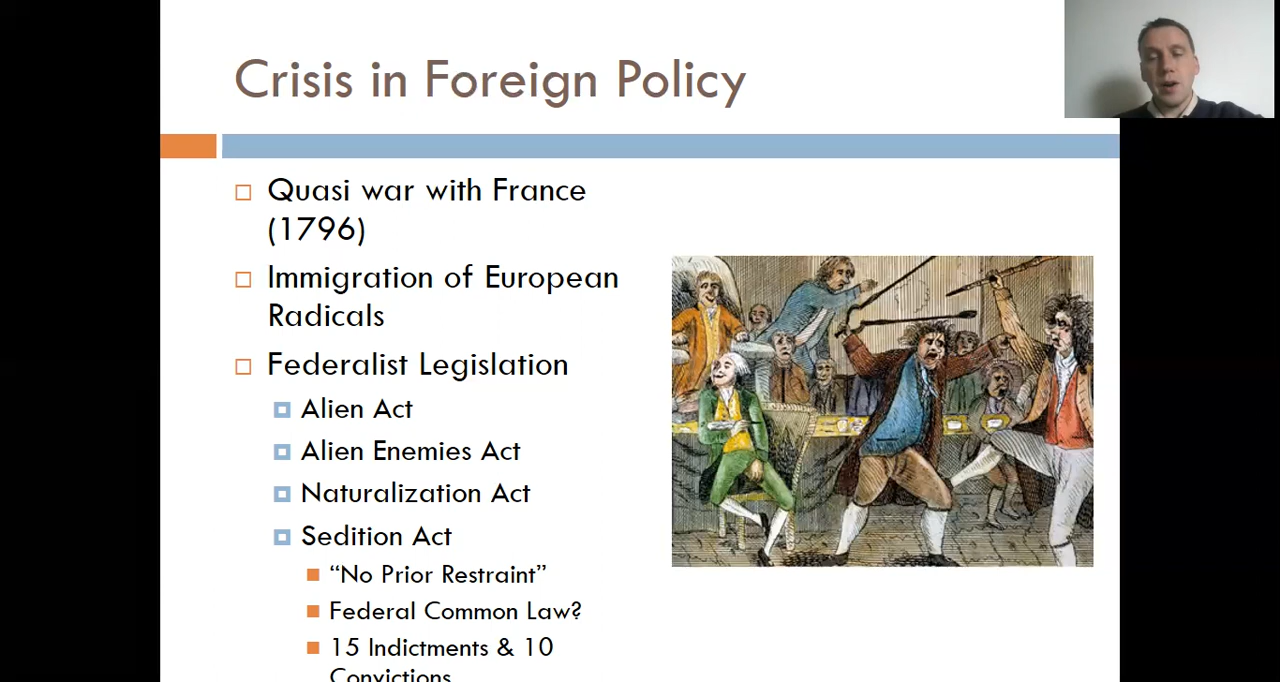 Crisis in Foreign Policy
Quasi war with France
(1796)
Immigration of European
Radicals
Federalist Legislation
Alien Act
Alien Enemies Act
Naturalization Act
Sedition Act
“No Prior Restraint”
Federal Common Law?
15 Indictments & 10
Convictions